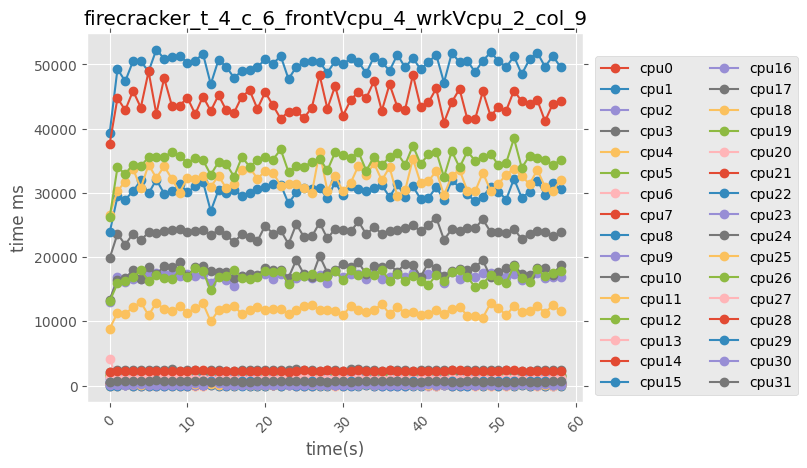 firecracker_t_4_c_6_frontVcpu_4_wrkVcpu_2_col_9
time ms
50000
40000
30000
20000
10000
0
0
10
20
30
40
50
60
time(s)
cpu0
cpu1
cpu2
cpu3
cpu4
cpu5
cpu6
cpu7
cpu8
cpu9
cpu10
cpu11
cpu12
cpu13
cpu14
cpu15
cpu16
cpu17
cpu18
cpu19
cpu20
cpu21
cpu22
cpu23
cpu24
cpu25
cpu26
cpu27
cpu28
cpu29
cpu30
cpu31